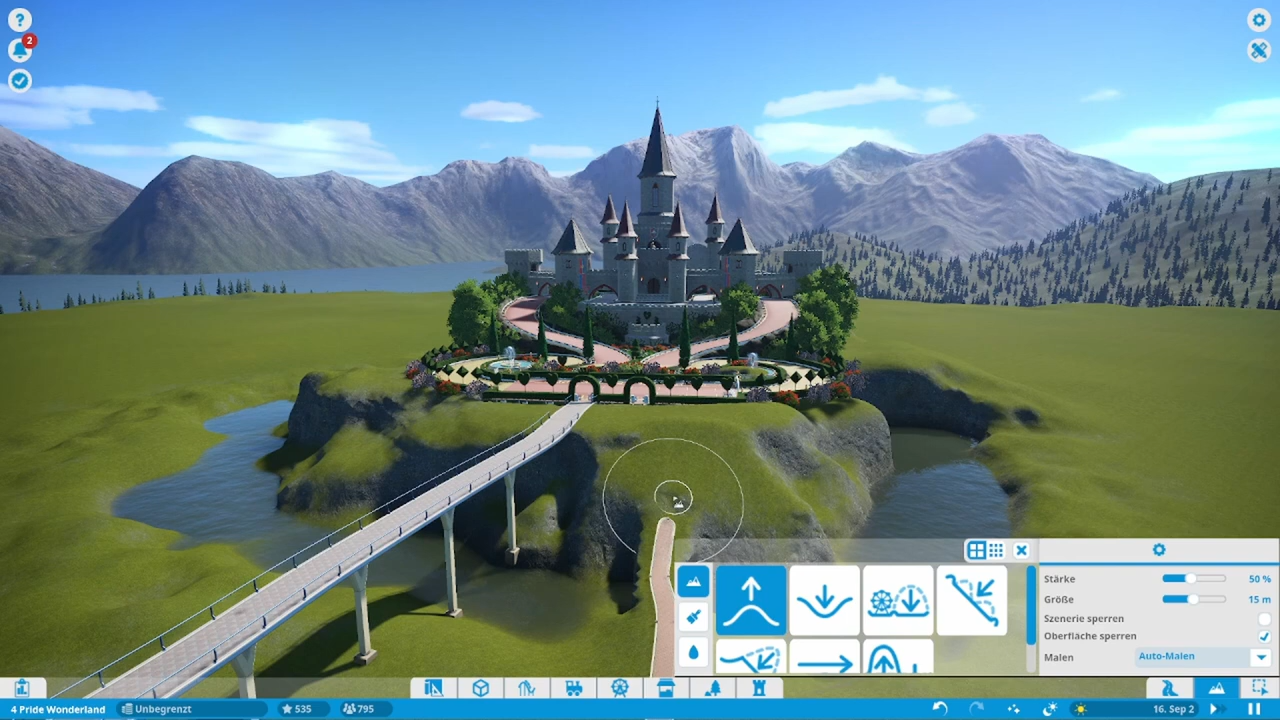 ?
2
Stärke
50 %
Größe
15 m
Szenerie sperren
Oberfläche sperren
Malen
Auto-Malen
4 Pride Wonderland
Unbegrenzt
535
795
16. Sep 2